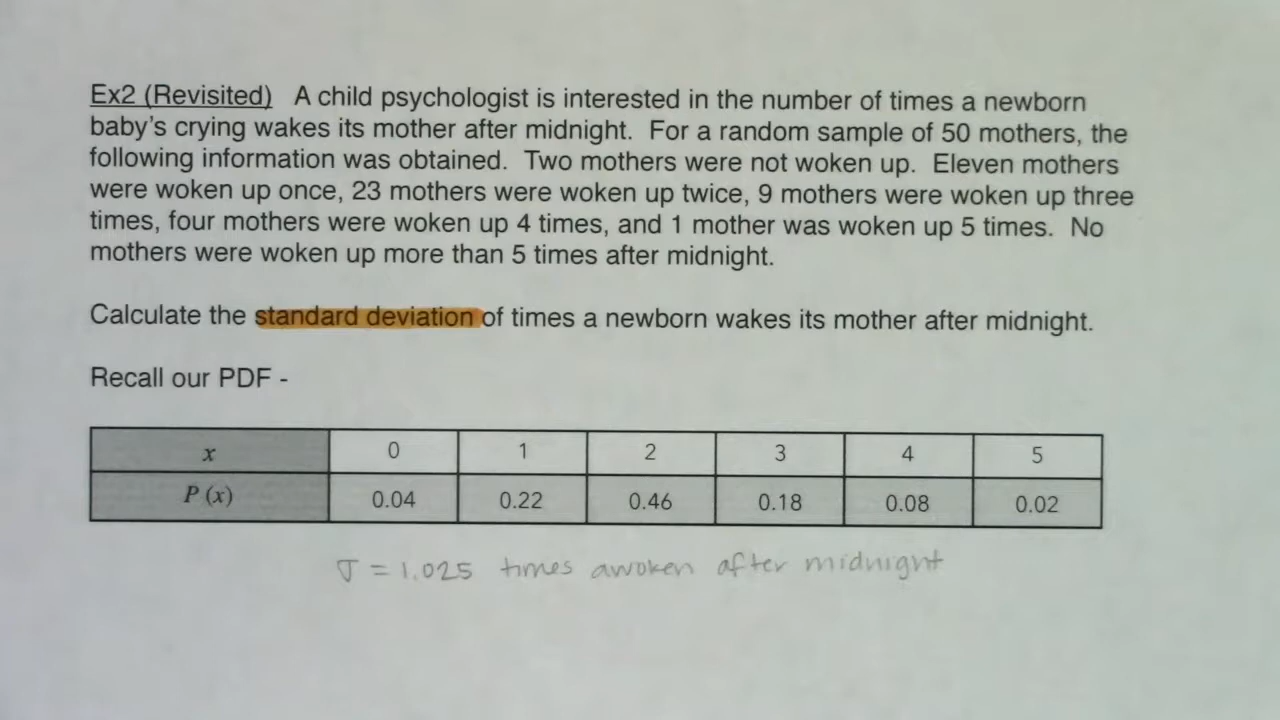 Ex2 (Revisited) A child psychologist is interested in the number of times a newborn
baby's crying wakes its mother after midnight. For a random sample of 50 mothers, the
following information was obtained. Two mothers were not woken up. Eleven mothers
were woken up once, 23 mothers were woken up twice, 9 mothers were woken up three
times, four mothers were woken up 4 times, and 1 mother was woken up 5 times. No
mothers were woken up more than 5 times after midnight.
Calculate the standard deviation of times a newborn wakes its mother after midnight.
Recall our PDF -
x 0 1 2 3 4 5
P (x) 0.04 0.22 0.46 0.18 0.08 0.02
σ = 1.025 times awoken after midnight